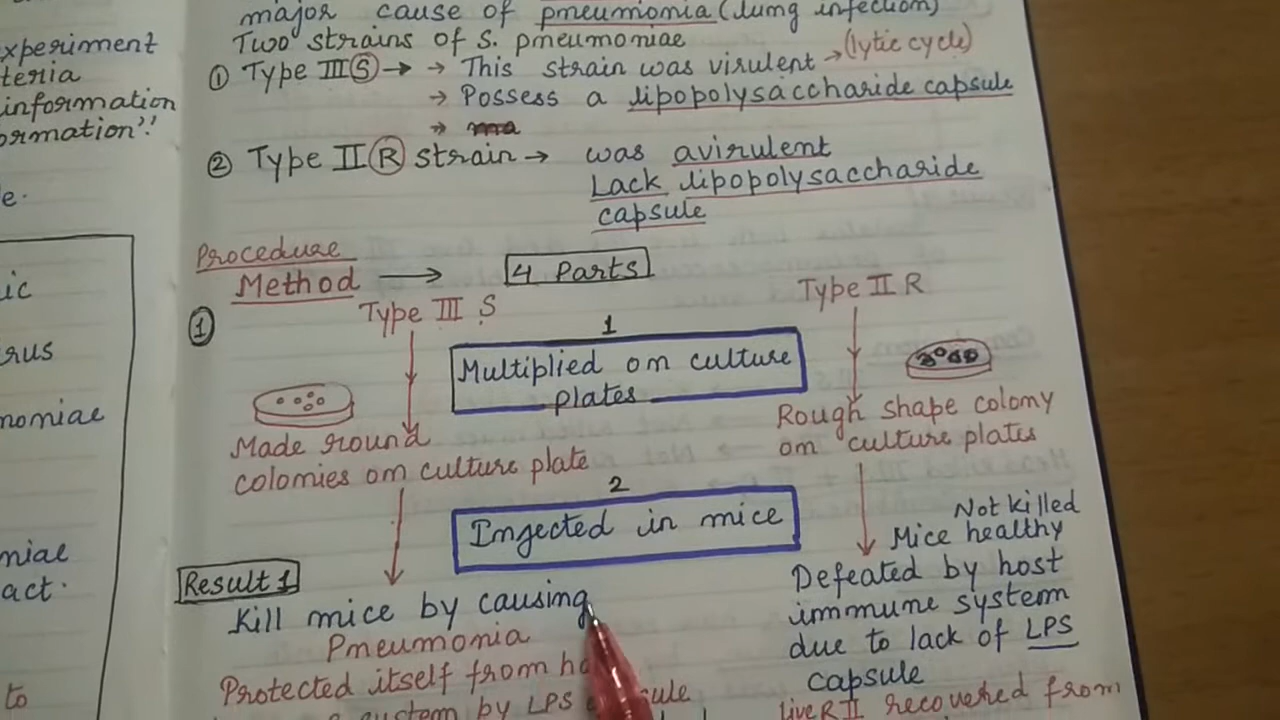 xperiment
teria
information
ormation"!
e.
ic
rus
nomiae
niae
act.
to
major cause of pneumonia (lung infection)
Two strains of S. pneumoniae
① Type III Ⓢ → → This strain was virulent → (lytic cycle)
→ Possess a lipopolysaccharide capsule
→
② Type II Ⓡ strain → was avirulent
Lack lipopolysaccharide
capsule
Procedure
Method → 4 Parts
① Type III S
Type II R
1
Multiplied on culture
plates
Made round
colonies on culture plate
Rough shape colony
on culture plates
2
Ingected in mice
Not killed
Mice healthy
Defeated by host
immune system
due to lack of LPS
capsule
Result 1
Kill mice by causing
Pneumonia
Protected itself from
by LPS
live R II recovered from